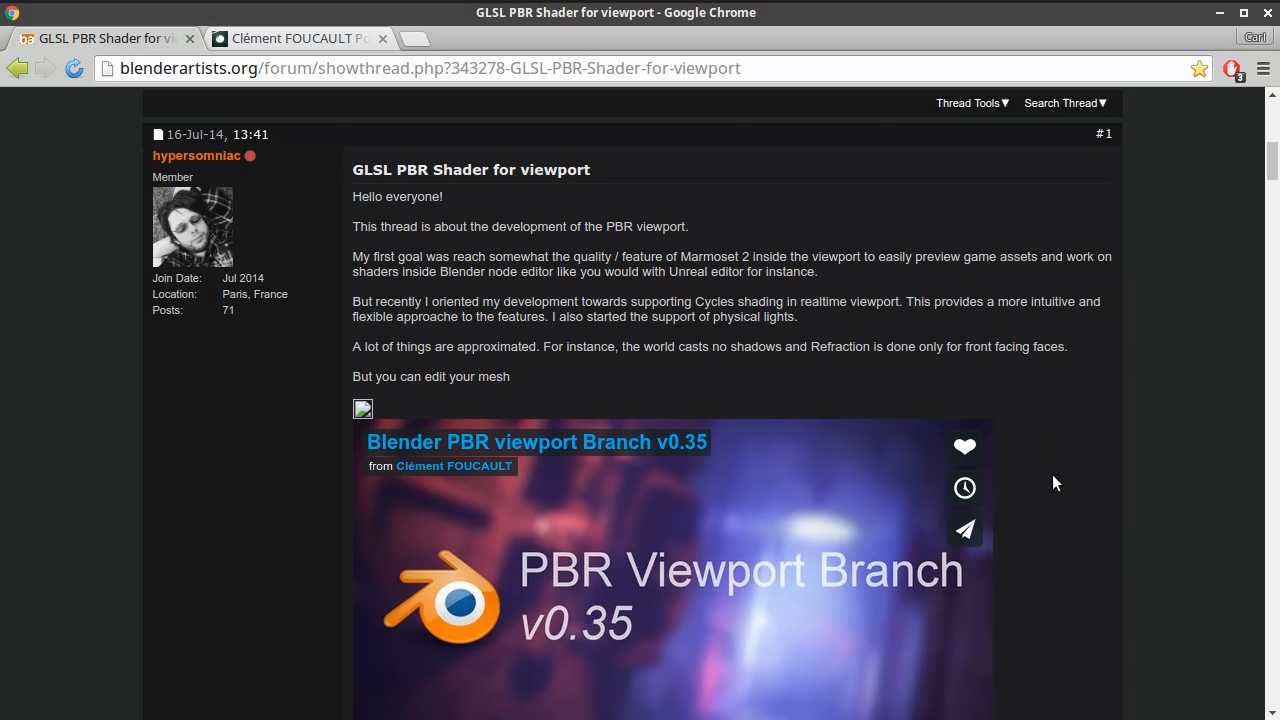 GLSL PBR Shader for viewport - Google Chrome
GLSL PBR Shader for vi
Clément FOUCAULT Po
Carl
blenderartists.org/forum/showthread.php?343278-GLSL-PBR-Shader-for-viewport
3
Thread Tools▼ Search Thread▼
16-Jul-14, 13:41 #1
hypersomniac
Member
Join Date: Jul 2014
Location: Paris, France
Posts: 71
GLSL PBR Shader for viewport
Hello everyone!
This thread is about the development of the PBR viewport.
My first goal was reach somewhat the quality / feature of Marmoset 2 inside the viewport to easily preview game assets and work on
shaders inside Blender node editor like you would with Unreal editor for instance.
But recently I oriented my development towards supporting Cycles shading in realtime viewport. This provides a more intuitive and
flexible approache to the features. I also started the support of physical lights.
A lot of things are approximated. For instance, the world casts no shadows and Refraction is done only for front facing faces.
But you can edit your mesh
Blender PBR viewport Branch v0.35
from Clément FOUCAULT
PBR Viewport Branch
v0.35